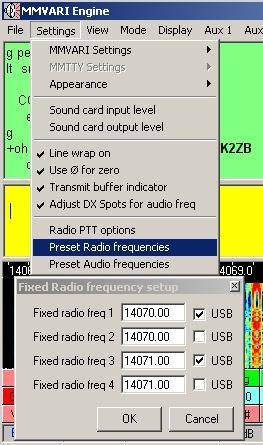 MMVARI Engine
File Settings View Mode Display Aux 1 Aux
MMVARI Settings
MMTTY Settings
Appearance
Sound card input level
Sound card output level
Line wrap on
Use Ø for zero
Transmit buffer indicator
Adjust DX Spots for audio freq
Radio PTT options
Preset Radio frequencies
Preset Audio frequencies
g pe
It s
CO
e
g
+oh
K2ZB
1406
4069.0
Fixed Radio frequency setup
Fixed radio freq 1 14070.00 USB
Fixed radio freq 2 14070.00 USB
Fixed radio freq 3 14071.00 USB
Fixed radio freq 4 14071.00 USB
OK Cancel
dB